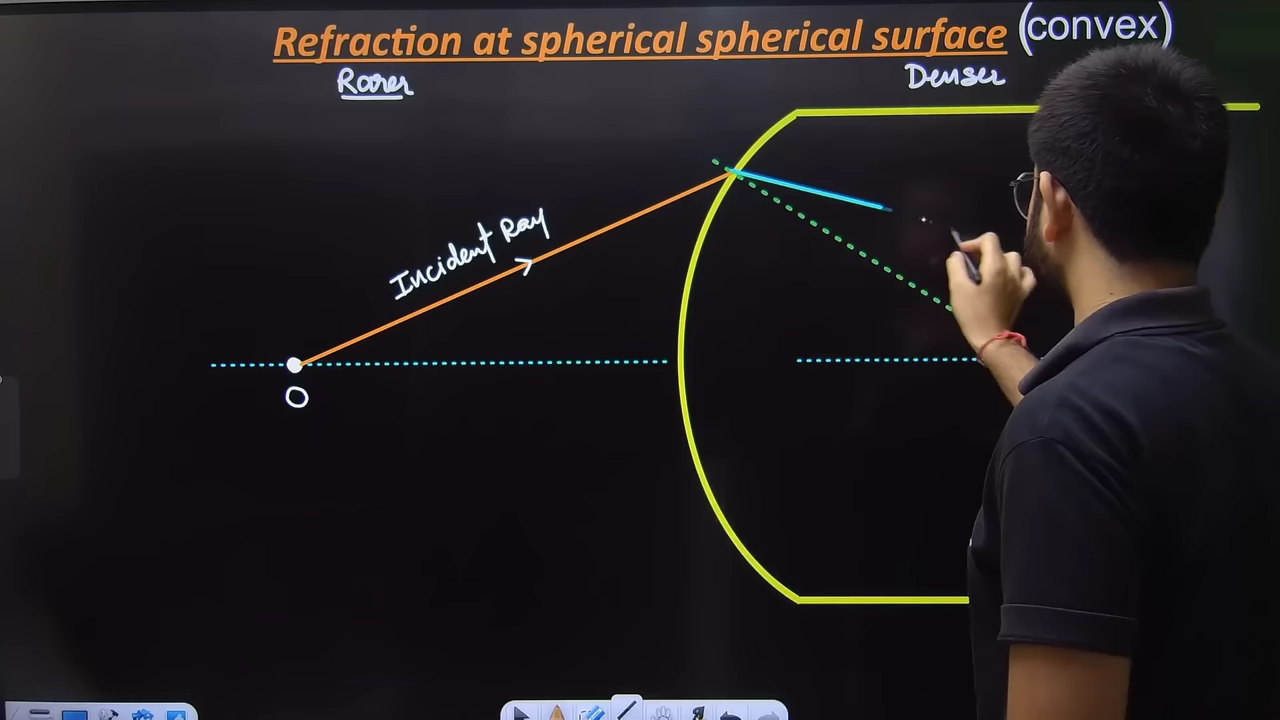 Refraction at spherical spherical surface (convex)
Rarer
Denser
Incident Ray
O